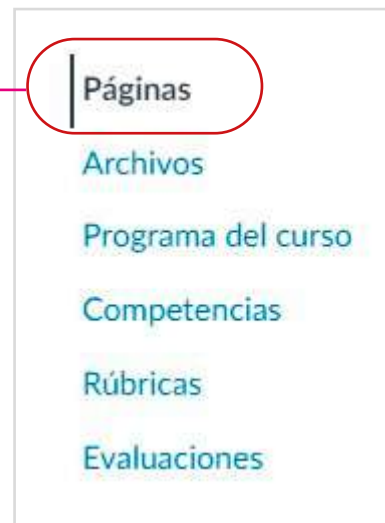 Páginas
Archivos
Programa del curso
Competencias
Rúbricas
Evaluaciones